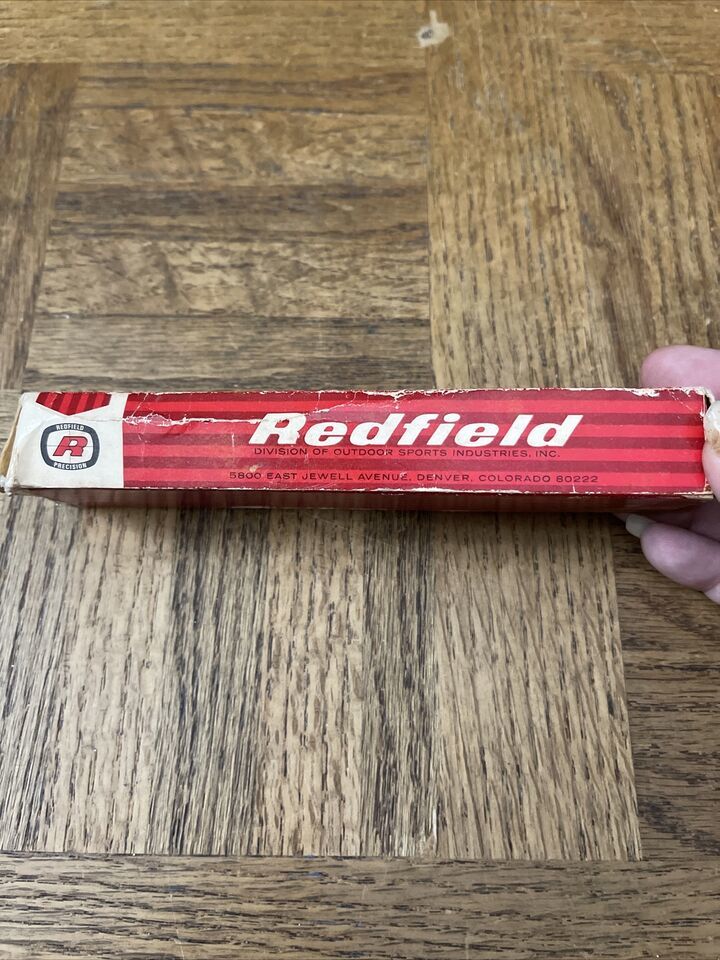 REDFIELD
R
PRECISION
Redfield
DIVISION OF OUTDOOR SPORTS INDUSTRIES, INC.
5800 EAST JEWELL AVENUE, DENVER, COLORADO 80222